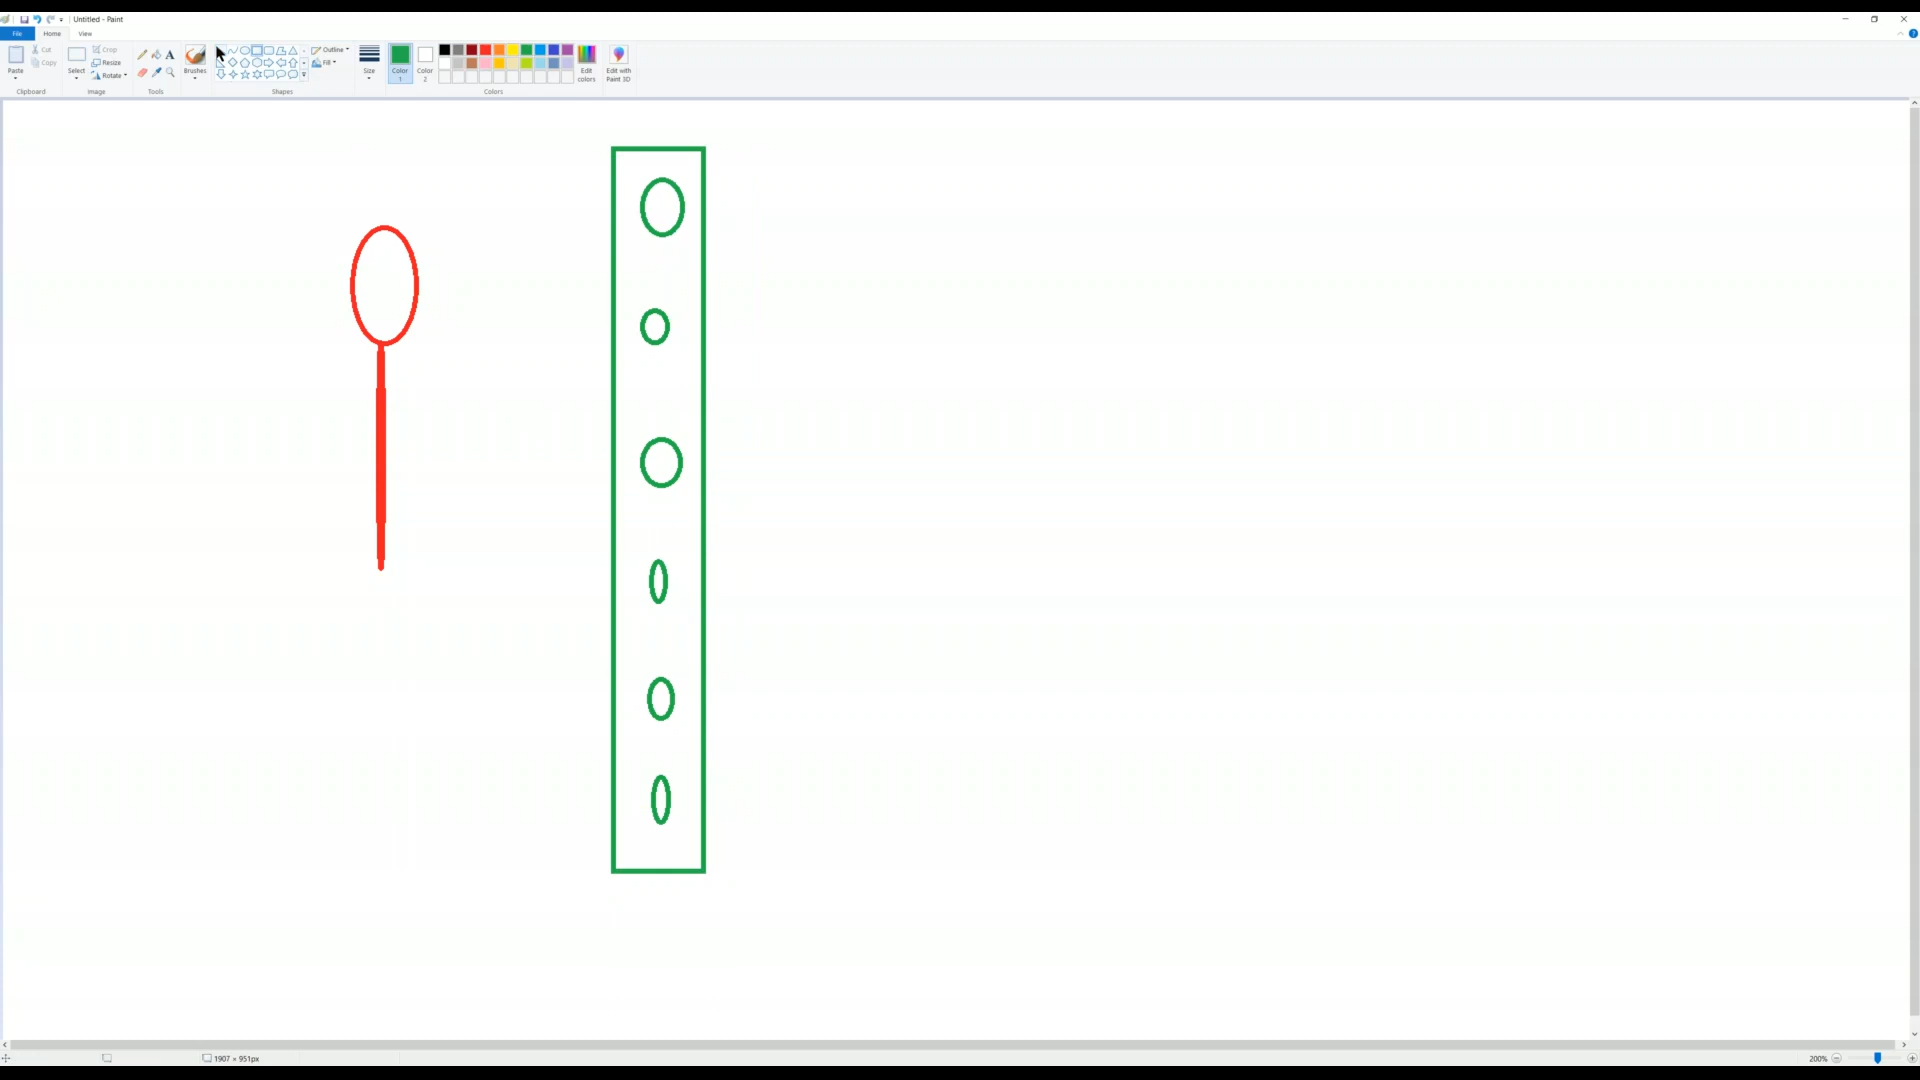 Untitled - Paint
File Home View
Paste
Cut
Copy
Clipboard
Select
Crop
Resize
Rotate
Image
A
Tools
Brushes
Outline
Fill
Shapes
Size
Color 1
Color 2
Edit colors
Colors
Edit with Paint 3D
1907 × 951px
200%